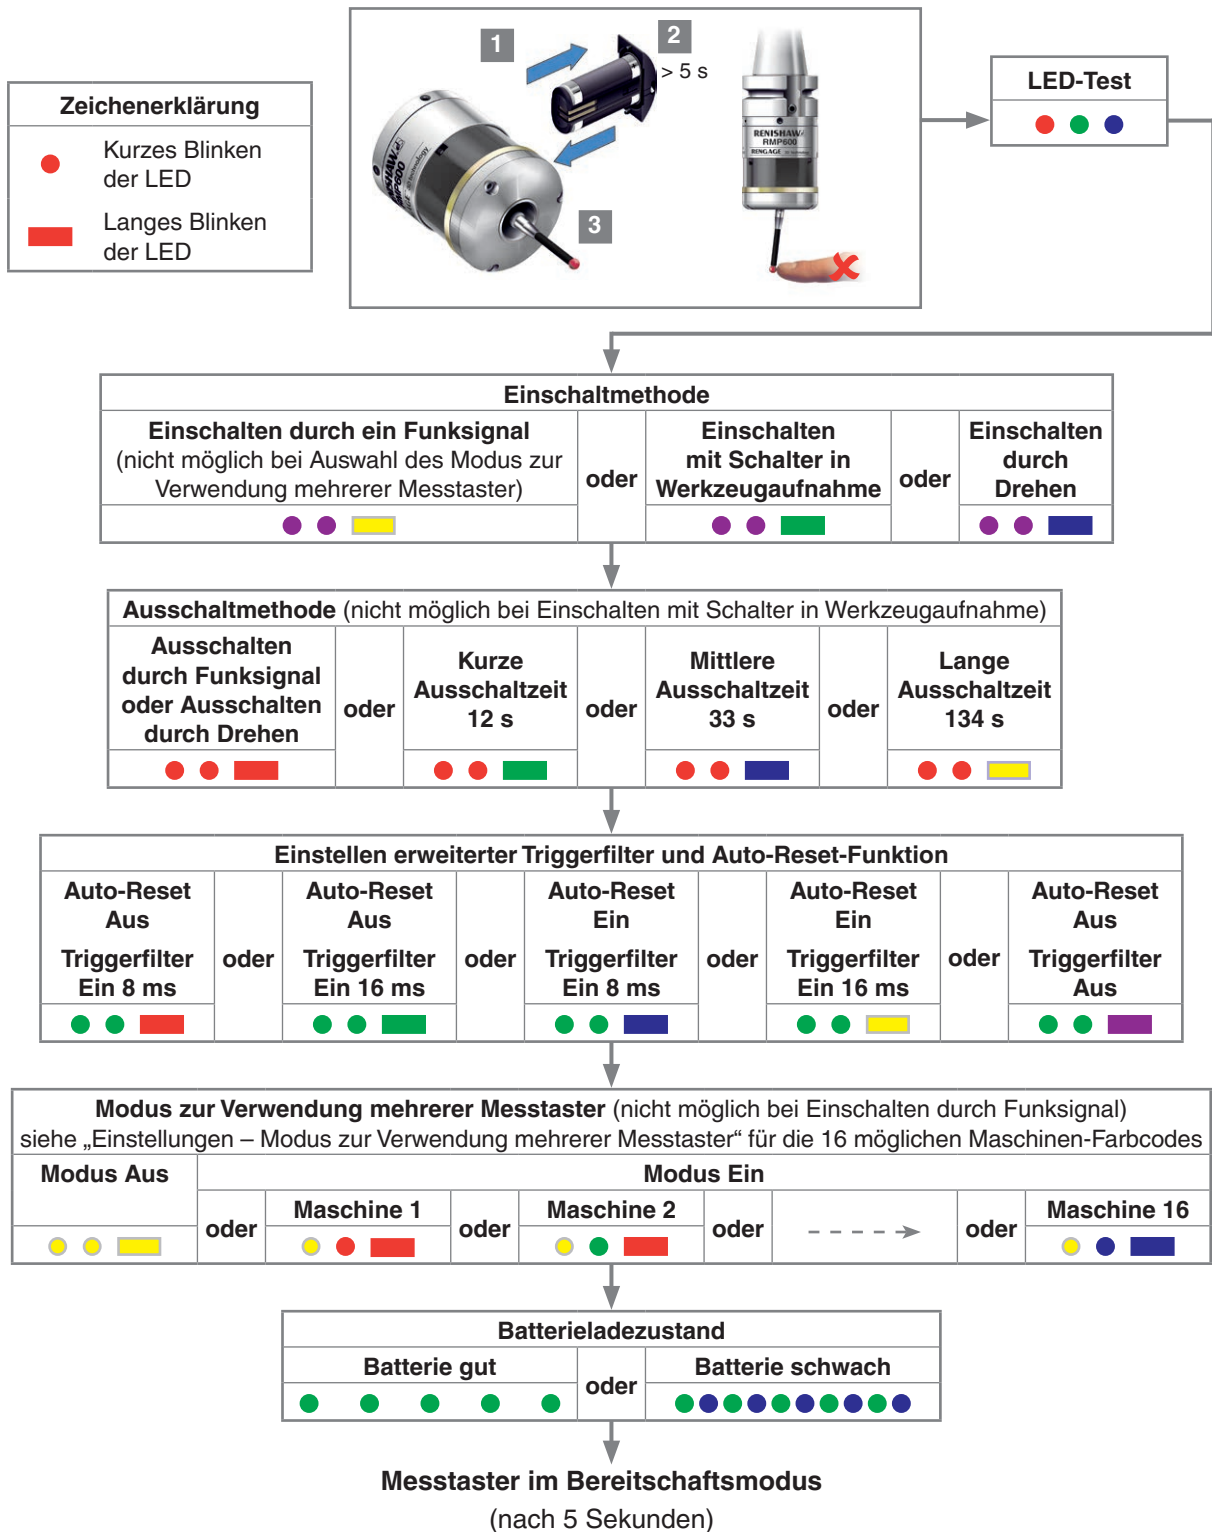 1
2
> 5 s
3
RENISHAW
RMP600
RENGAGE
RENISHAW
RMP600
technology
LED-Test
Zeichenerklärung
Kurzes Blinken
der LED
Langes Blinken
der LED
Einschaltmethode
Einschalten durch ein Funksignal
(nicht möglich bei Auswahl des Modus zur
Verwendung mehrerer Messtaster)
oder
Einschalten
mit Schalter in
Werkzeugaufnahme
oder
Einschalten
durch
Drehen
Ausschaltmethode (nicht möglich bei Einschalten mit Schalter in Werkzeugaufnahme)
Ausschalten
durch Funksignal
oder Ausschalten
durch Drehen
oder
Kurze
Ausschaltzeit
12 s
oder
Mittlere
Ausschaltzeit
33 s
oder
Lange
Ausschaltzeit
134 s
Einstellen erweiterter Triggerfilter und Auto-Reset-Funktion
Auto-Reset
Aus
Triggerfilter
Ein 8 ms
oder
Auto-Reset
Aus
Triggerfilter
Ein 16 ms
oder
Auto-Reset
Ein
Triggerfilter
Ein 8 ms
oder
Auto-Reset
Ein
Triggerfilter
Ein 16 ms
oder
Auto-Reset
Aus
Triggerfilter
Aus
Modus zur Verwendung mehrerer Messtaster (nicht möglich bei Einschalten durch Funksignal)
siehe „Einstellungen – Modus zur Verwendung mehrerer Messtaster“ für die 16 möglichen Maschinen-Farbcodes
Modus Aus
Modus Ein
oder
Maschine 1
oder
Maschine 2
oder
oder
Maschine 16
Batterieladezustand
Batterie gut
oder
Batterie schwach
Messtaster im Bereitschaftsmodus
(nach 5 Sekunden)